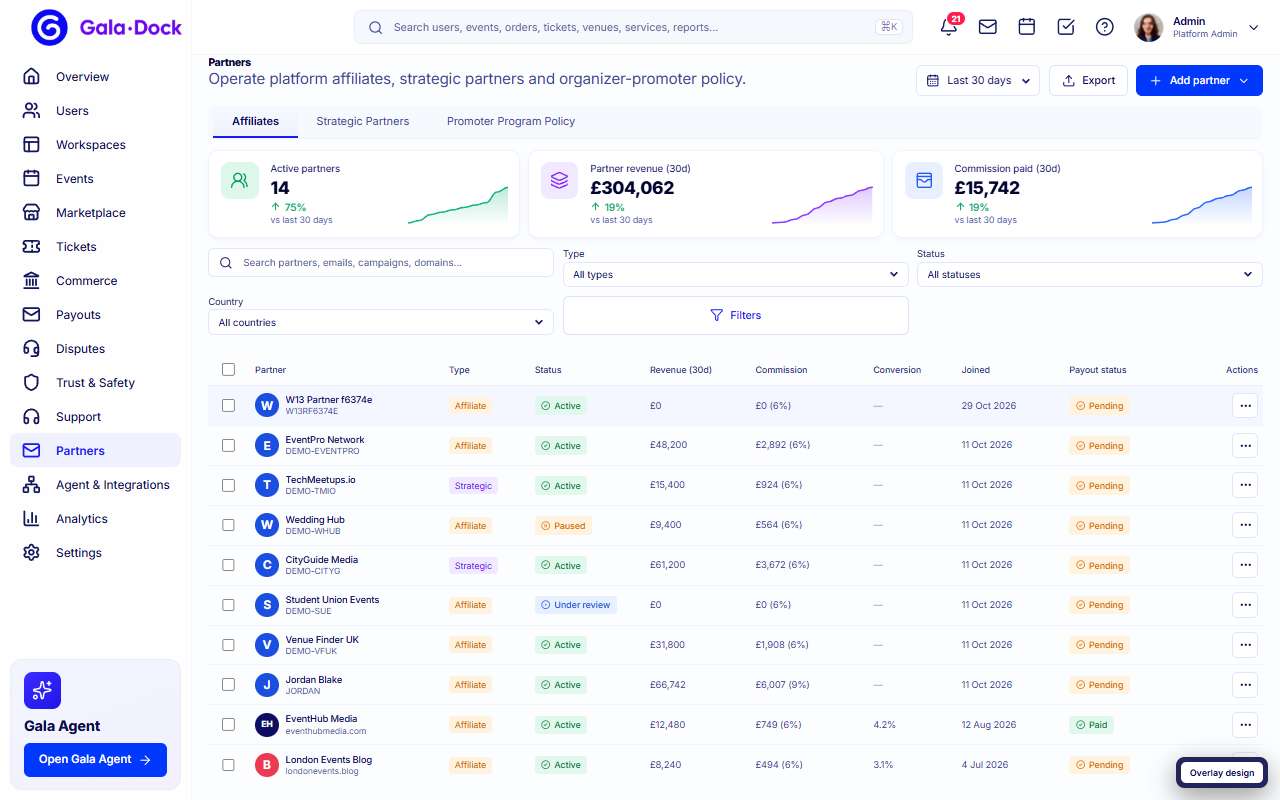 Gala·Dock
Search users, events, orders, tickets, venues, services, reports...
⌘K
21
Admin
Platform Admin
Overview
Users
Workspaces
Events
Marketplace
Tickets
Commerce
Payouts
Disputes
Trust & Safety
Support
Partners
Agent & Integrations
Analytics
Settings
Gala Agent
Open Gala Agent
Partners
Operate platform affiliates, strategic partners and organizer-promoter policy.
Last 30 days
Export
Add partner
Affiliates Strategic Partners Promoter Program Policy
Active partners
14
75%
vs last 30 days
Partner revenue (30d)
£304,062
19%
vs last 30 days
Commission paid (30d)
£15,742
19%
vs last 30 days
Search partners, emails, campaigns, domains...
Type
All types
Status
All statuses
Country
All countries
Filters
Partner Type Status Revenue (30d) Commission Conversion Joined Payout status Actions
W W13 Partner f6374e Affiliate Active £0 £0 (6%) — 29 Oct 2026 Pending
W13RF6374E
E EventPro Network Affiliate Active £48,200 £2,892 (6%) — 11 Oct 2026 Pending
DEMO-EVENTPRO
T TechMeetups.io Strategic Active £15,400 £924 (6%) — 11 Oct 2026 Pending
DEMO-TMIO
W Wedding Hub Affiliate Paused £9,400 £564 (6%) — 11 Oct 2026 Pending
DEMO-WHUB
C CityGuide Media Strategic Active £61,200 £3,672 (6%) — 11 Oct 2026 Pending
DEMO-CITYG
S Student Union Events Affiliate Under review £0 £0 (6%) — 11 Oct 2026 Pending
DEMO-SUE
V Venue Finder UK Affiliate Active £31,800 £1,908 (6%) — 11 Oct 2026 Pending
DEMO-VFUK
J Jordan Blake Affiliate Active £66,742 £6,007 (9%) — 11 Oct 2026 Pending
JORDAN
EH EventHub Media Affiliate Active £12,480 £749 (6%) 4.2% 12 Aug 2026 Paid
eventhubmedia.com
B London Events Blog Affiliate Active £8,240 £494 (6%) 3.1% 4 Jul 2026 Pending
londonevents.blog
Overlay design